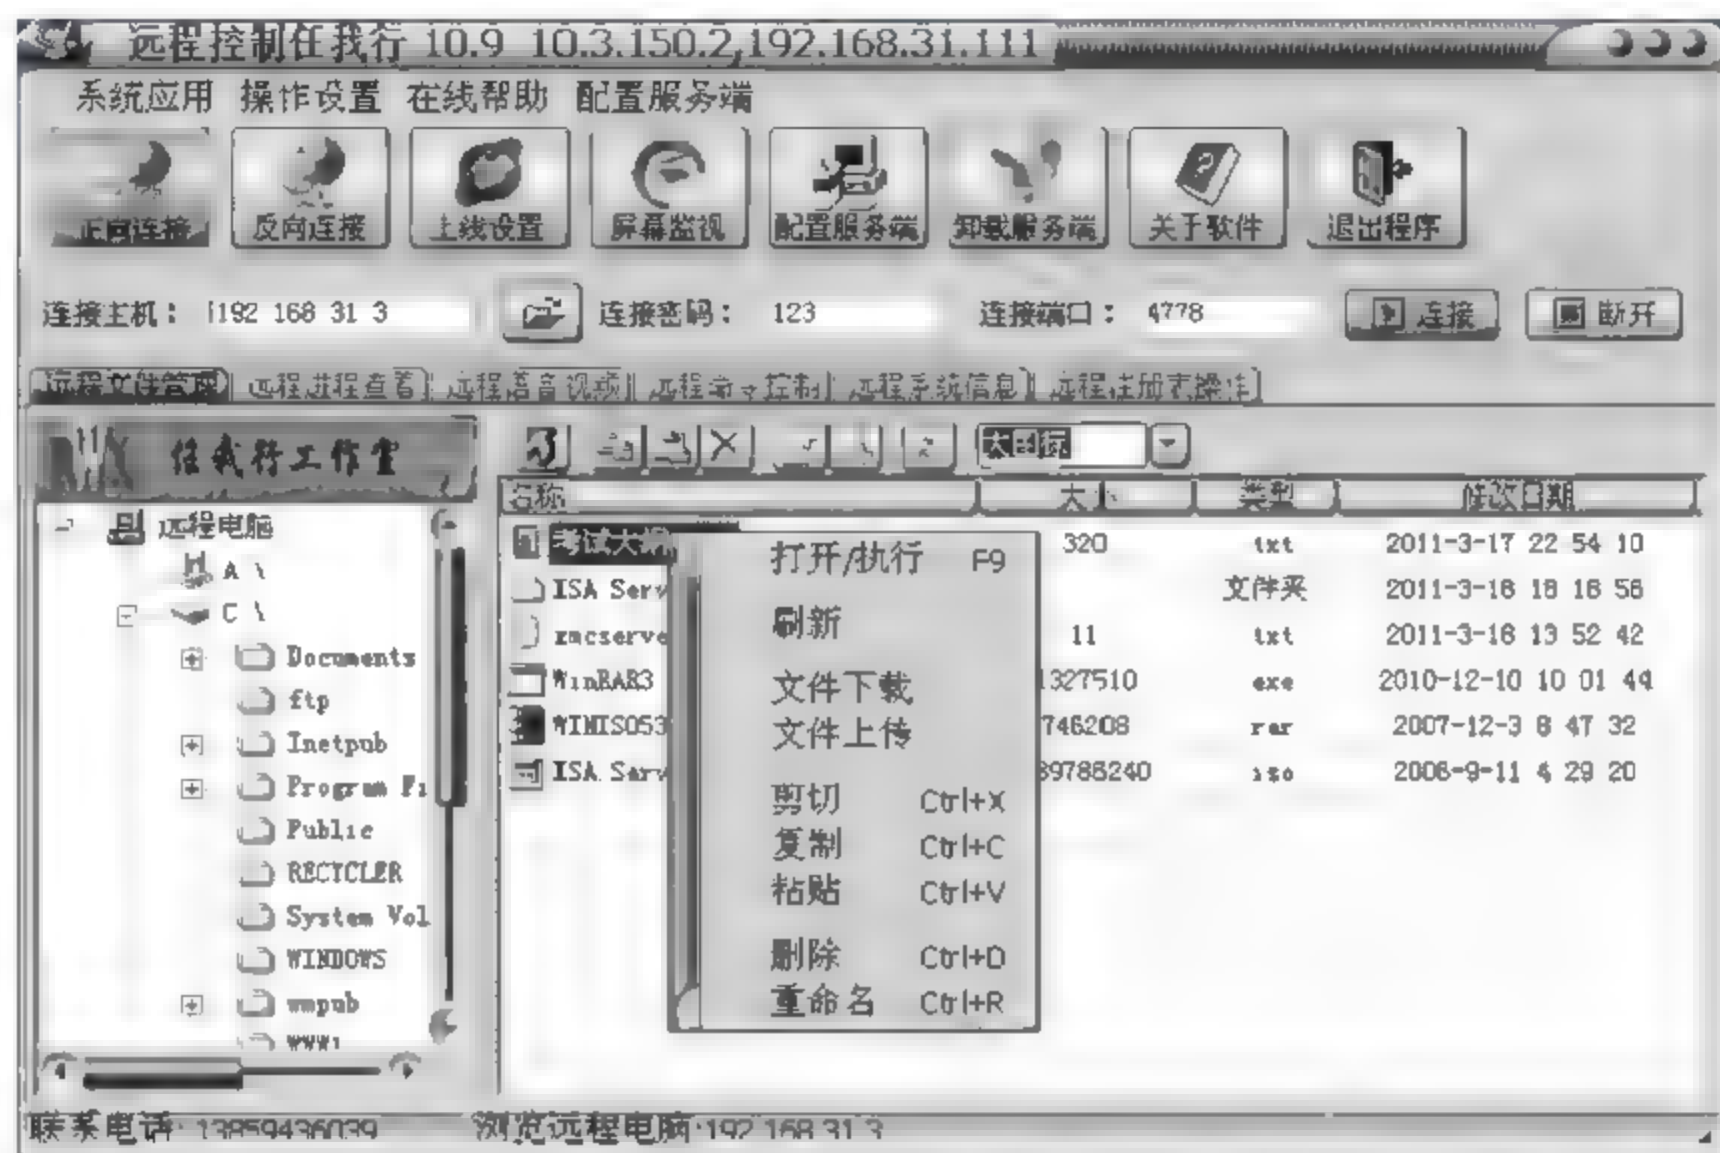 远程控制任我行 10.9 10.3.150.2,192.168.31.111
系统应用 操作设置 在线帮助 配置服务端
正向连接 反向连接 上线设置 屏幕监视 配置服务端 卸载服务端 关于软件 退出程序
连接主机： 192 168 31 3 连接密码： 123 连接端口： 4778 连接 断开
远程文件管理 远程进程查看 远程语音视频 远程命令控制 远程系统信息 远程注册表操作
任我行工作室 大图标
名称 大小 类型 修改日期
远程电脑
A \
C \
Documents
ftp
Inetpub
Program Fi
Public
RECYCLER
System Vol
WINDOWS
wmpub
考试大纲 320 txt 2011-3-17 22 54 10
ISA Serv 文件夹 2011-3-16 18 18 56
rmcserve 11 txt 2011-3-16 13 52 42
WinRAR3 1327510 exe 2010-12-10 10 01 44
WINISO53 746208 rar 2007-12-3 8 47 32
ISA Serv 39786240 iso 2006-9-11 4 29 20
打开/执行 F9
刷新
文件下载
文件上传
剪切 Ctrl+X
复制 Ctrl+C
粘贴 Ctrl+V
删除 Ctrl+D
重命名 Ctrl+R
联系电话: 13859436039 浏览远程电脑:192.168.31.3